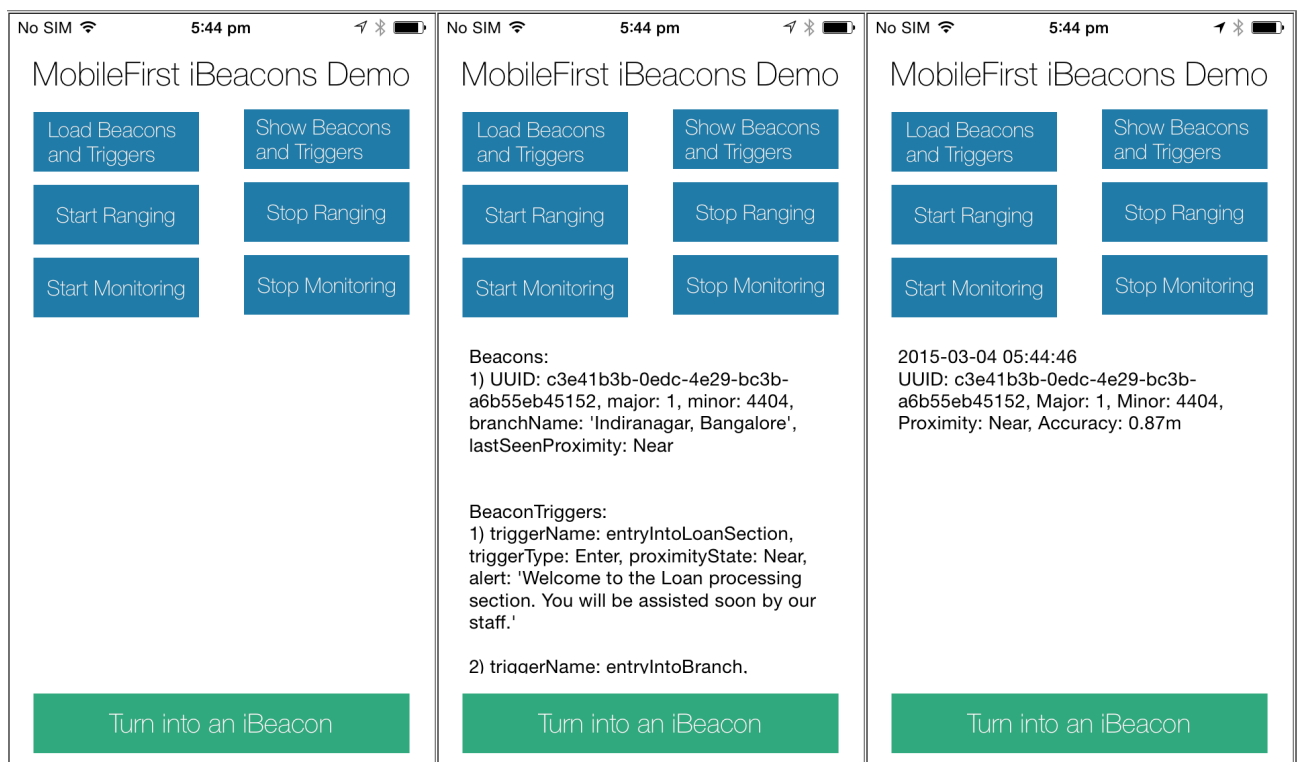 No SIM 5:44 pm
MobileFirst iBeacons Demo
Load Beacons
and Triggers
Show Beacons
and Triggers
Start Ranging
Stop Ranging
Start Monitoring
Stop Monitoring
Turn into an iBeacon
No SIM 5:44 pm
MobileFirst iBeacons Demo
Load Beacons
and Triggers
Show Beacons
and Triggers
Start Ranging
Stop Ranging
Start Monitoring
Stop Monitoring
Beacons:
1) UUID: c3e41b3b-0edc-4e29-bc3b-
a6b55eb45152, major: 1, minor: 4404,
branchName: 'Indiranagar, Bangalore',
lastSeenProximity: Near
BeaconTriggers:
1) triggerName: entryIntoLoanSection,
triggerType: Enter, proximityState: Near,
alert: 'Welcome to the Loan processing
section. You will be assisted soon by our
staff.'
2) triggerName: entryIntoBranch,
Turn into an iBeacon
No SIM 5:44 pm
MobileFirst iBeacons Demo
Load Beacons
and Triggers
Show Beacons
and Triggers
Start Ranging
Stop Ranging
Start Monitoring
Stop Monitoring
2015-03-04 05:44:46
UUID: c3e41b3b-0edc-4e29-bc3b-
a6b55eb45152, Major: 1, Minor: 4404,
Proximity: Near, Accuracy: 0.87m
Turn into an iBeacon